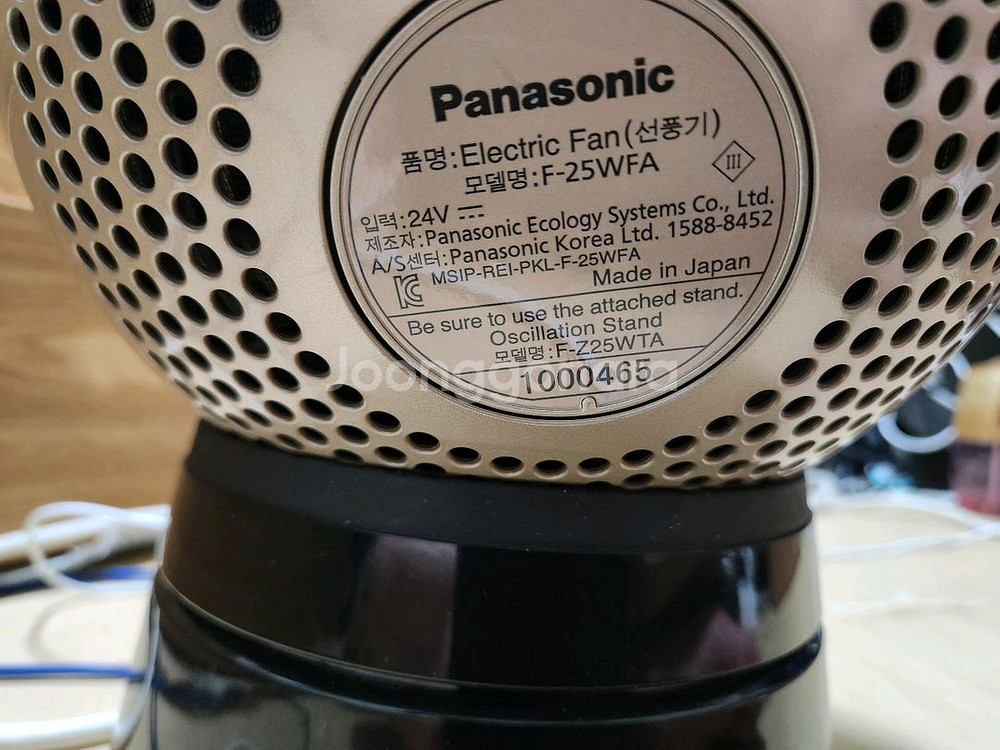 Panasonic
품명:Electric Fan(선풍기)
모델명:F-25WFA
III
입력:24V ⎓
제조자:Panasonic Ecology Systems Co., Ltd.
A/S센터:Panasonic Korea Ltd. 1588-8452
MSIP-REI-PKL-F-25WFA
Made in Japan
Be sure to use the attached stand.
Oscillation Stand
모델명:F-Z25WTA
1000465